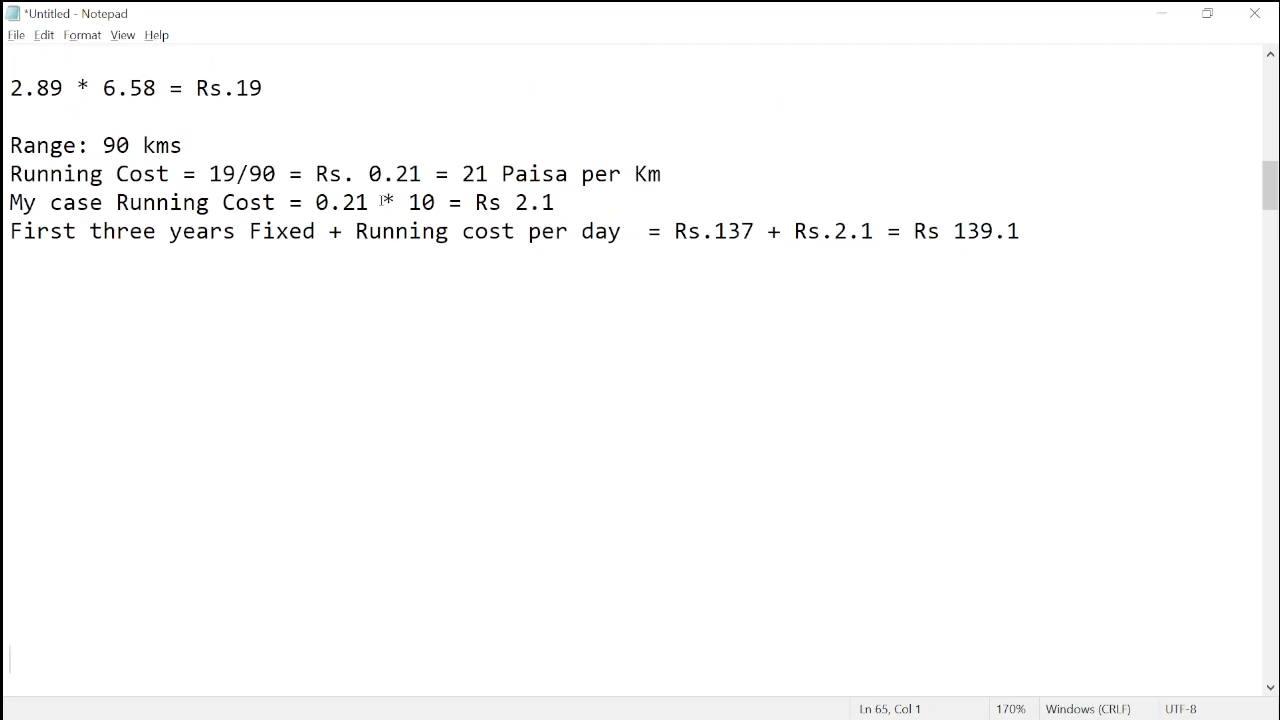 *Untitled - Notepad
File Edit Format View Help
2.89 * 6.58 = Rs.19
Range: 90 kms
Running Cost = 19/90 = Rs. 0.21 = 21 Paisa per Km
My case Running Cost = 0.21 * 10 = Rs 2.1
First three years Fixed + Running cost per day  = Rs.137 + Rs.2.1 = Rs 139.1
Ln 65, Col 1 170% Windows (CRLF) UTF-8